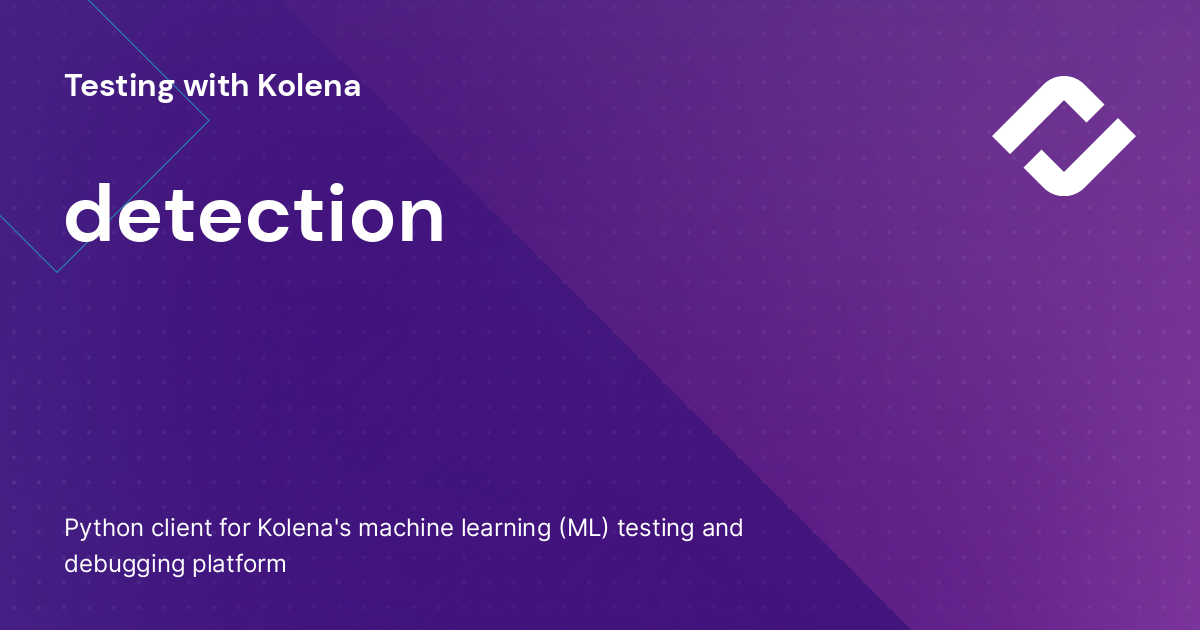 Testing with Kolena
detection
Python client for Kolena's machine learning (ML) testing and
debugging platform